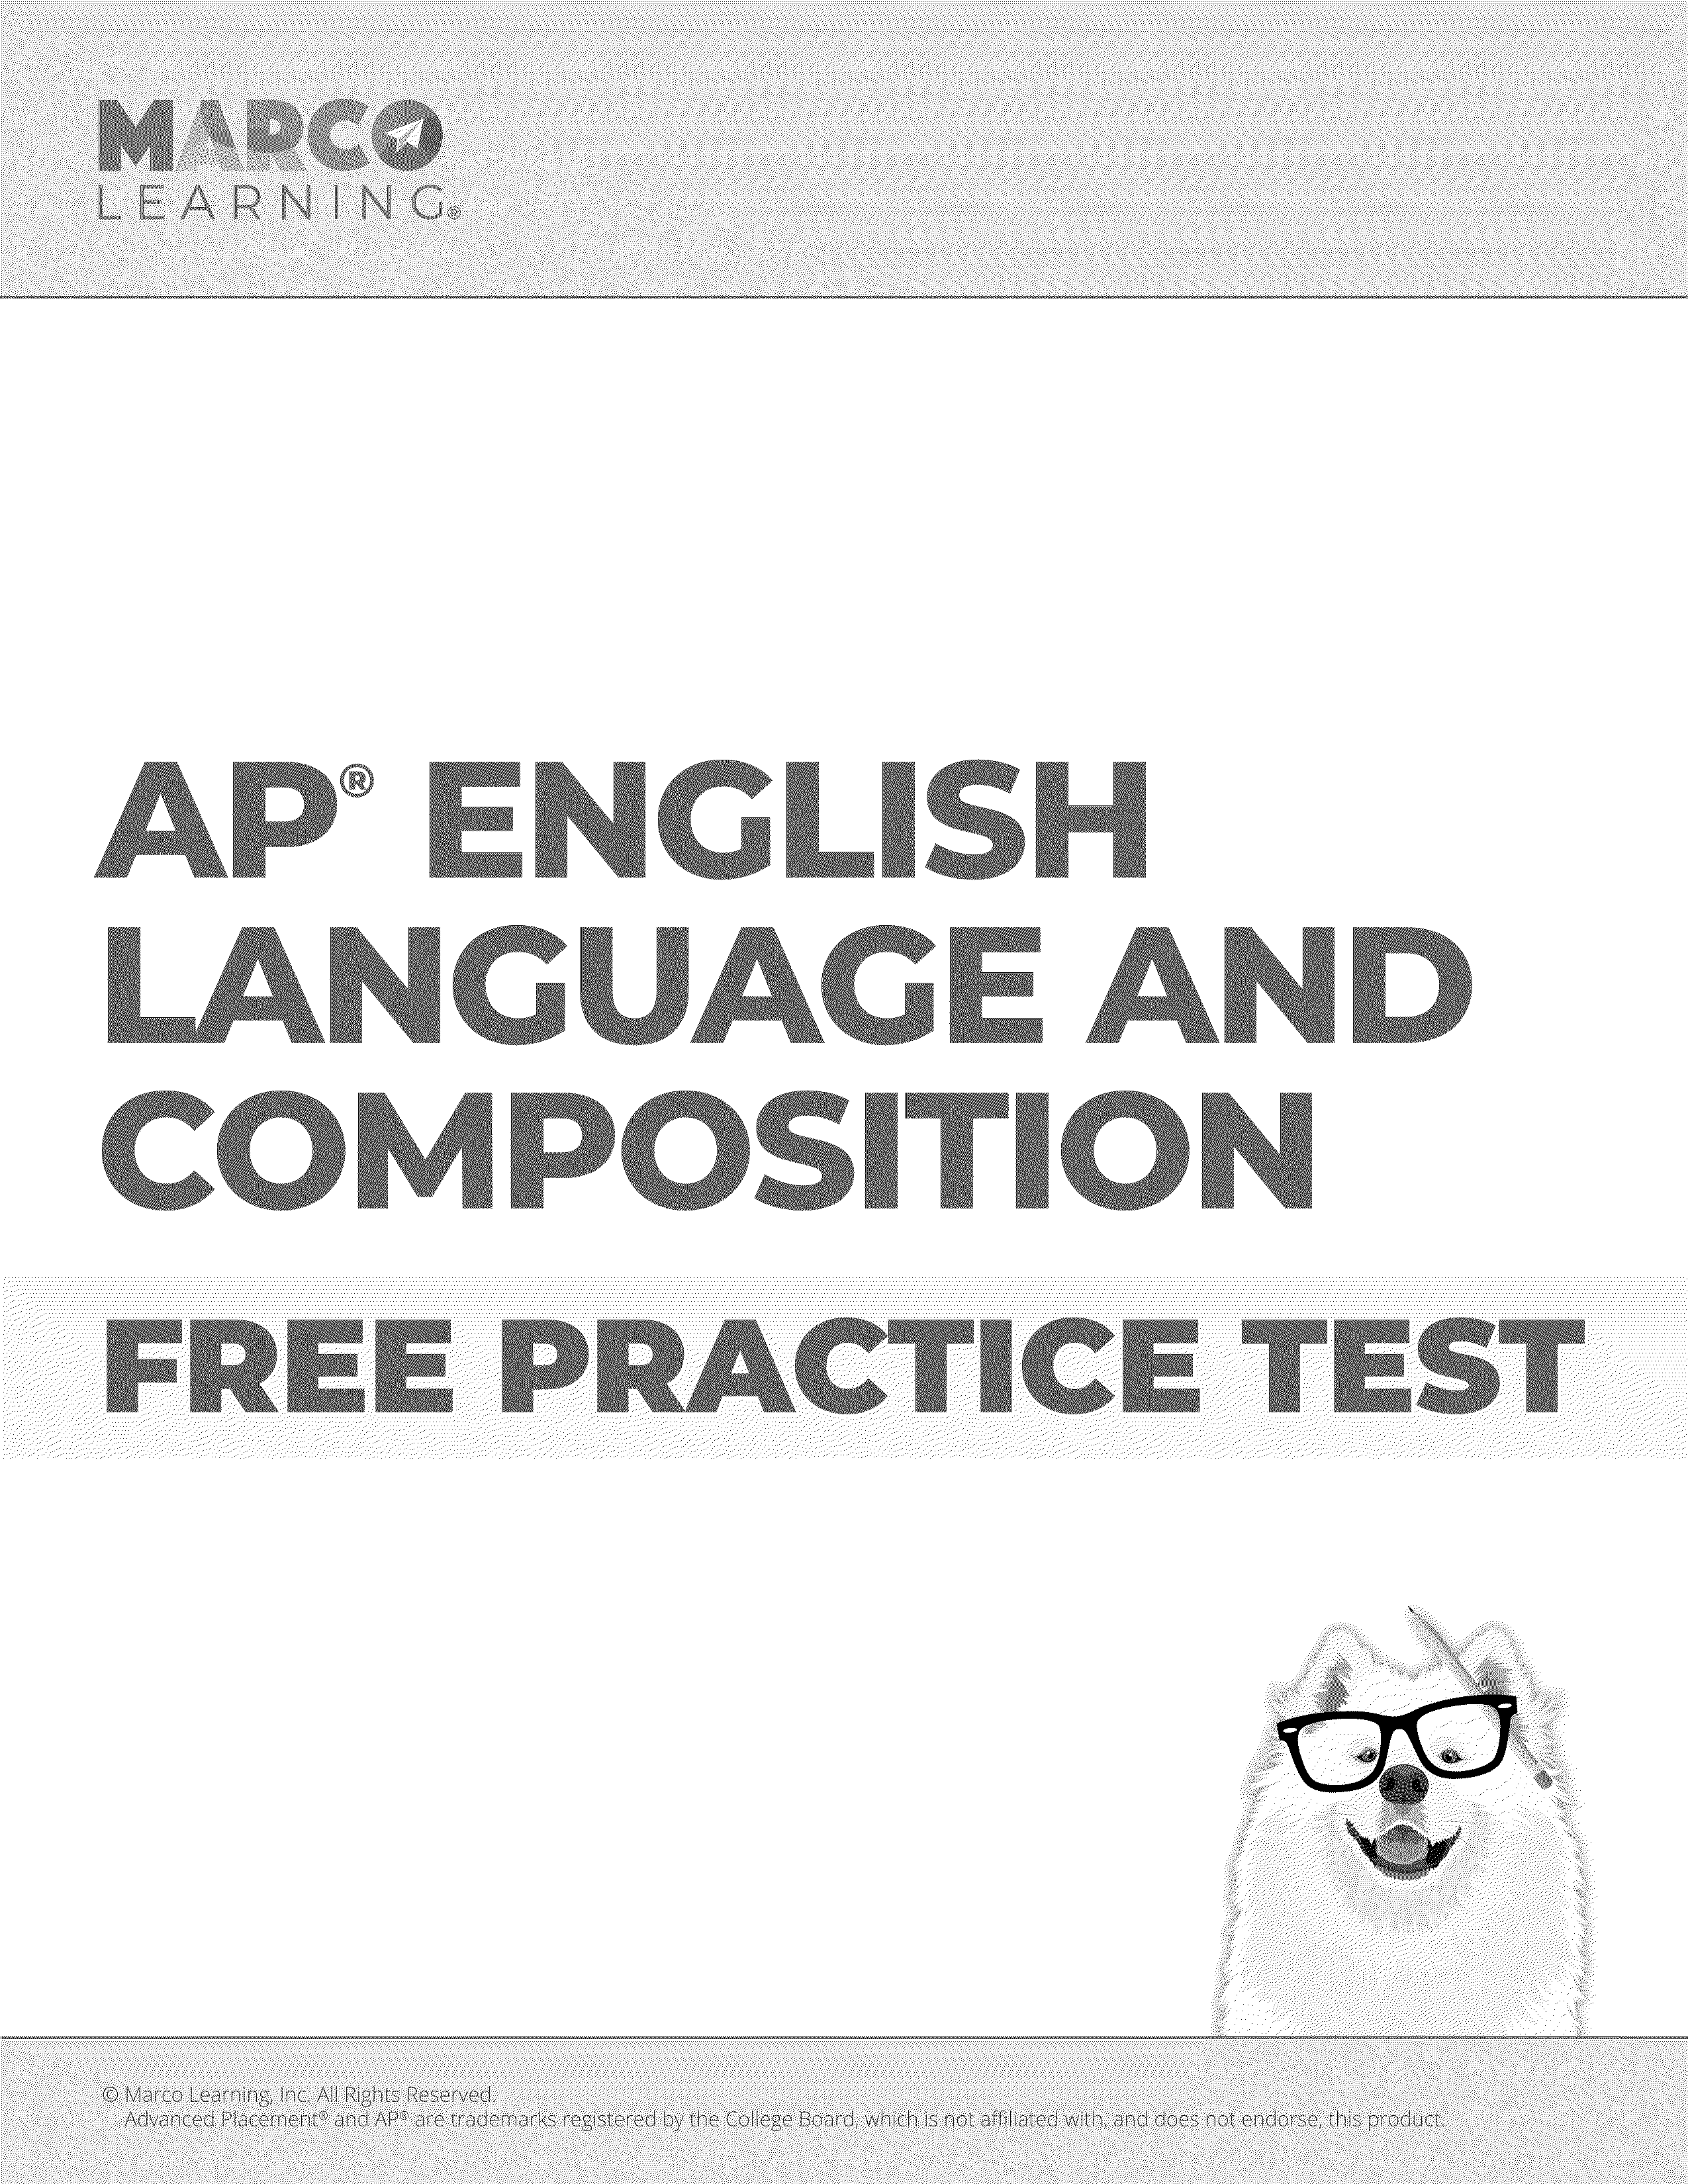 MARCO
LEARNING®
AP® ENGLISH
LANGUAGE AND
COMPOSITION
FREE PRACTICE TEST
© Marco Learning, Inc. All Rights Reserved.
Advanced Placement® and AP® are trademarks registered by the College Board, which is not affiliated with, and does not endorse, this product.